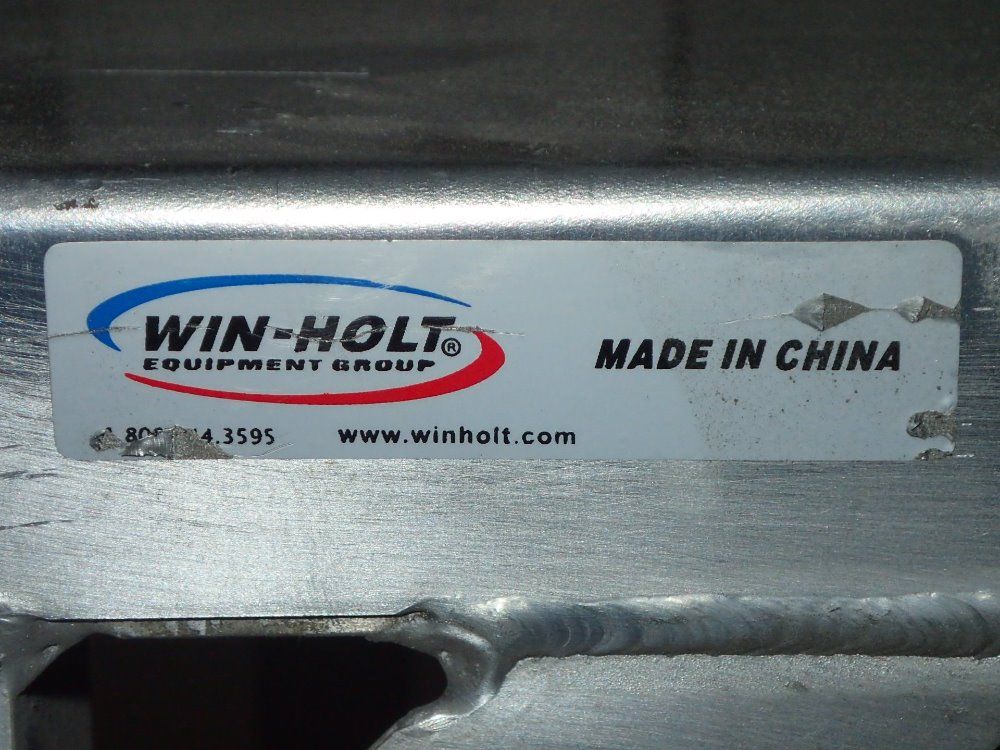 WIN-HOLT®
EQUIPMENT GROUP
MADE IN CHINA
www.winholt.com